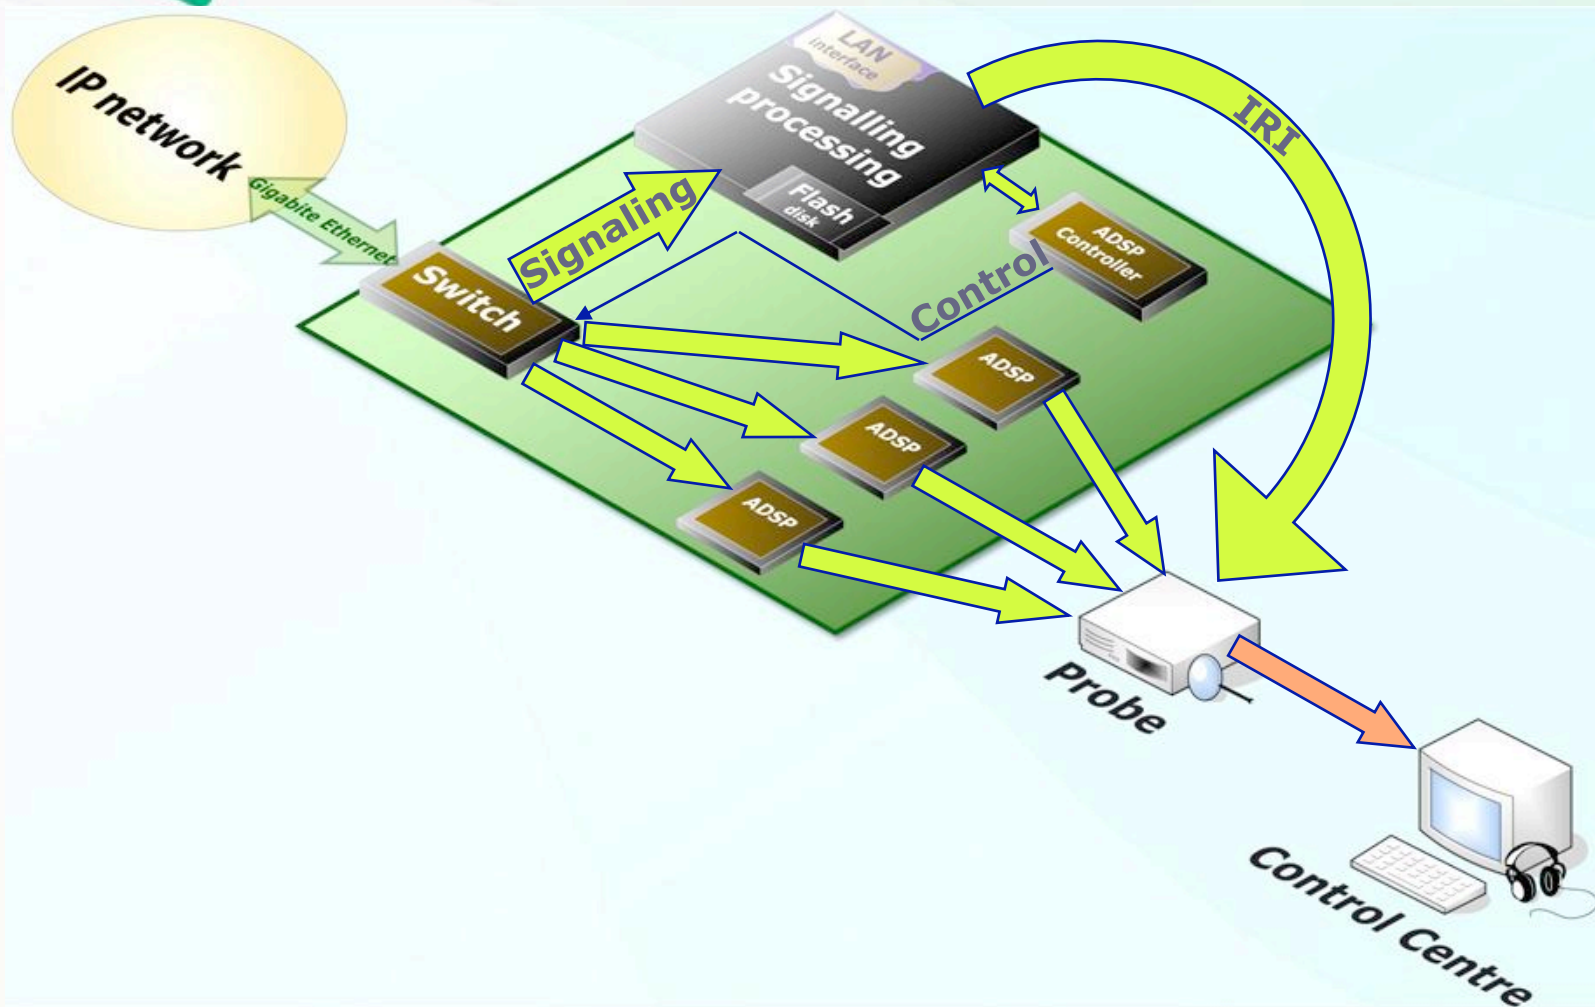 IP network
Gigabite Ethernet
LAN
interface
Signalling
processing
Flash
disk
IRI
Signaling
Switch
ADSP
Controller
Control
ADSP
ADSP
ADSP
Probe
Control Centre